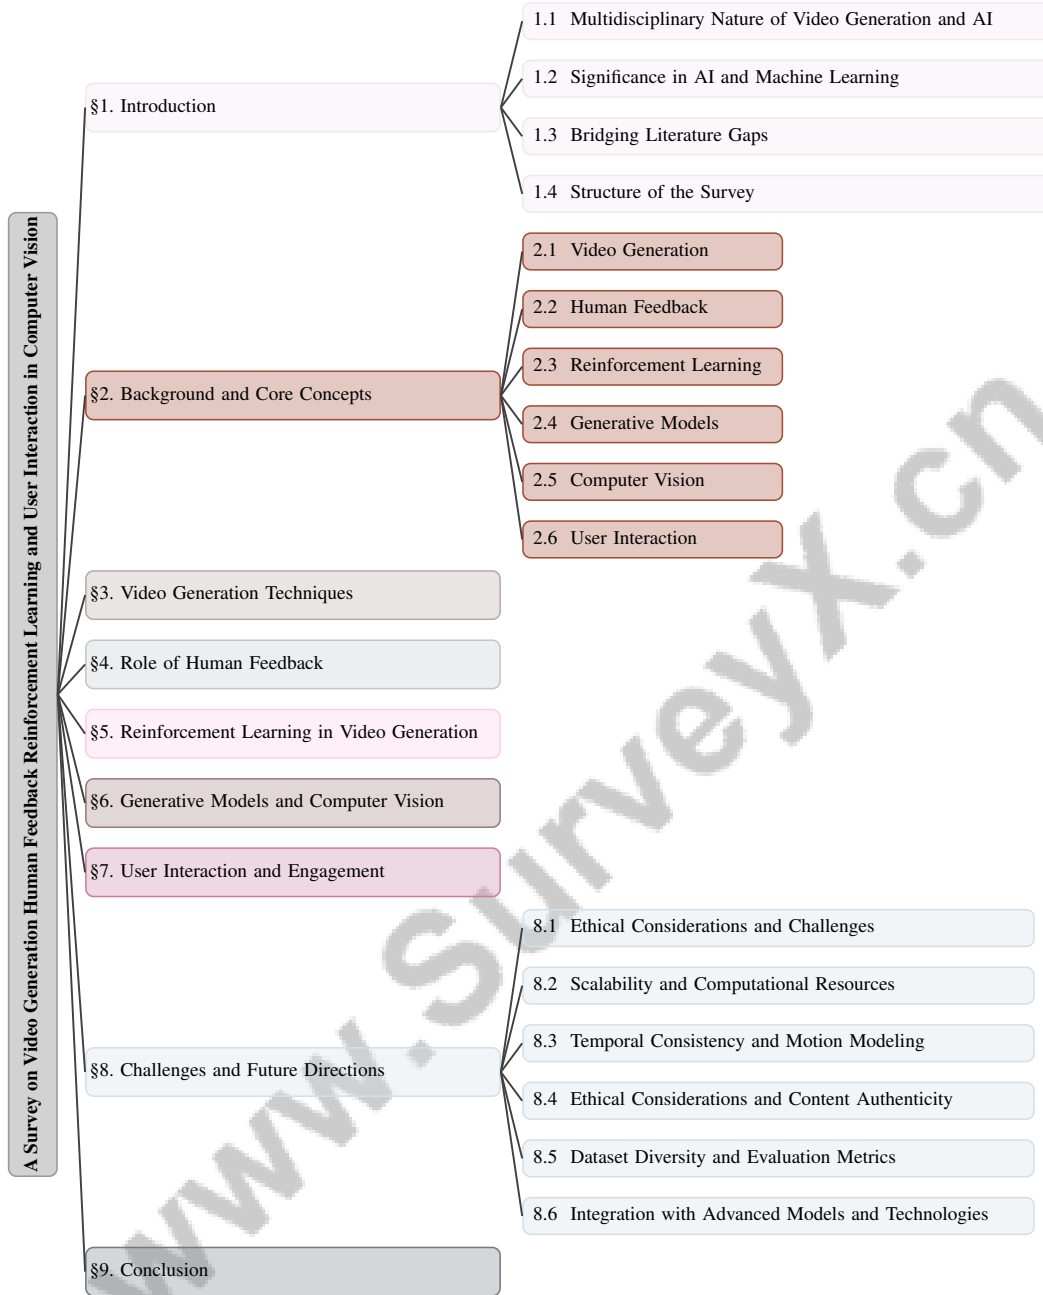 A Survey on Video Generation Human Feedback Reinforcement Learning and User Interaction in Computer Vision
§1. Introduction
1.1 Multidisciplinary Nature of Video Generation and AI
1.2 Significance in AI and Machine Learning
1.3 Bridging Literature Gaps
1.4 Structure of the Survey
§2. Background and Core Concepts
2.1 Video Generation
2.2 Human Feedback
2.3 Reinforcement Learning
2.4 Generative Models
2.5 Computer Vision
2.6 User Interaction
§3. Video Generation Techniques
§4. Role of Human Feedback
§5. Reinforcement Learning in Video Generation
§6. Generative Models and Computer Vision
§7. User Interaction and Engagement
§8. Challenges and Future Directions
8.1 Ethical Considerations and Challenges
8.2 Scalability and Computational Resources
8.3 Temporal Consistency and Motion Modeling
8.4 Ethical Considerations and Content Authenticity
8.5 Dataset Diversity and Evaluation Metrics
8.6 Integration with Advanced Models and Technologies
§9. Conclusion
www.SurveyX.cn